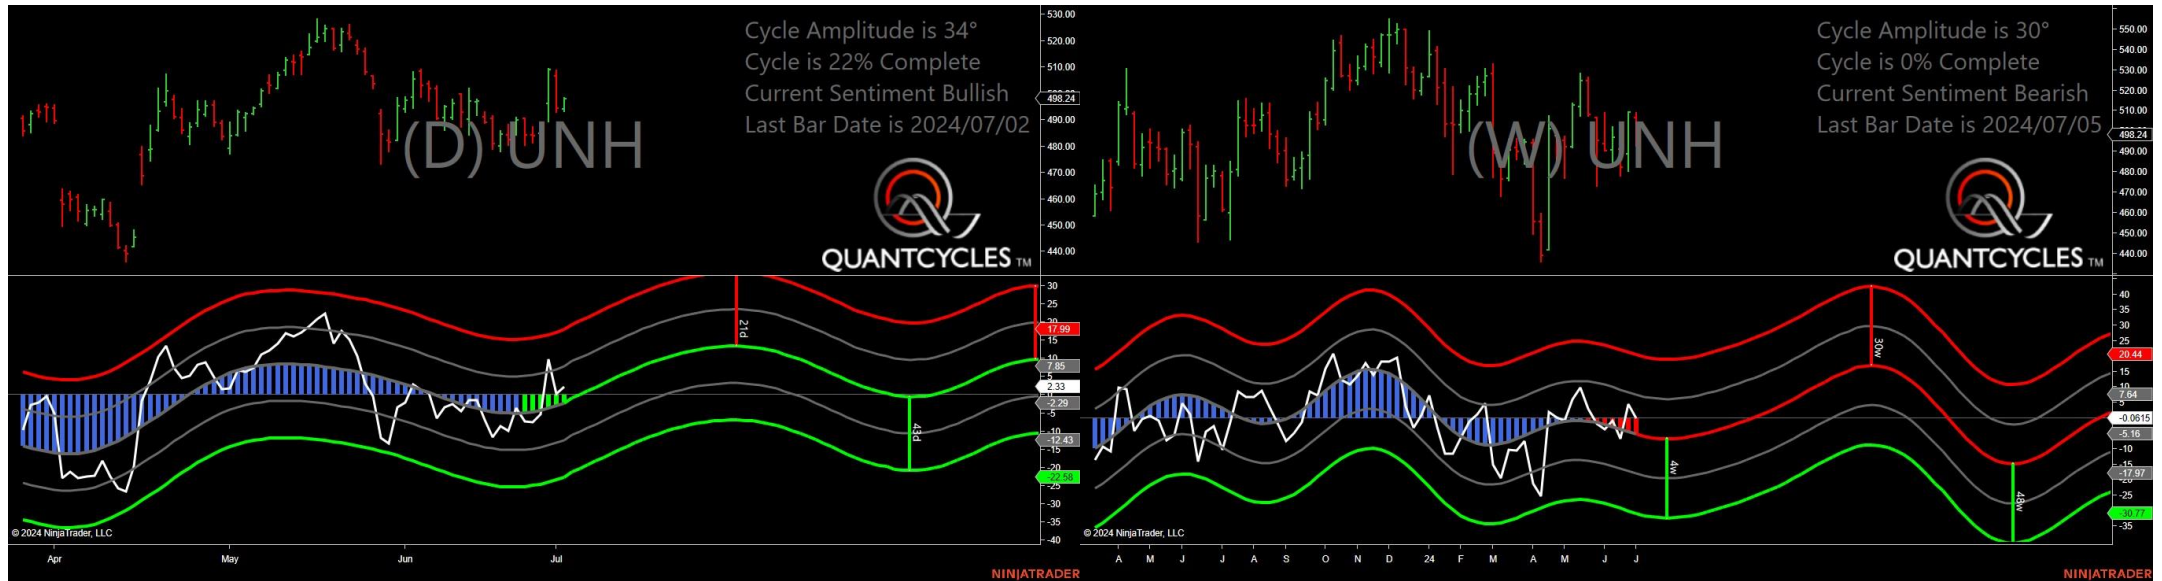 530.00
520.00
510.00
498.24
490.00
480.00
470.00
460.00
450.00
440.00
Cycle Amplitude is 34°
Cycle is 22% Complete
Current Sentiment Bullish
Last Bar Date is 2024/07/02
(D) UNH
QUANTCYCLES TM
30
25
17.99
15
10
7.85
5
2.33
-2.29
-5
-10
-12.43
-20
-22.58
-25
-30
-35
-40
21d
43d
© 2024 NinjaTrader, LLC
Apr May Jun Jul
NINJATRADER
550.00
540.00
530.00
520.00
510.00
498.24
490.00
480.00
470.00
460.00
450.00
440.00
Cycle Amplitude is 30°
Cycle is 0% Complete
Current Sentiment Bearish
Last Bar Date is 2024/07/05
(W) UNH
QUANTCYCLES TM
40
35
30
25
20.44
15
10
7.64
5
-0.0615
-5.16
-10
-15
-17.97
-25
-30.77
-35
30w
4w
48w
© 2024 NinjaTrader, LLC
A M J J A S O N D 24 F M A M J J
NINJATRADER